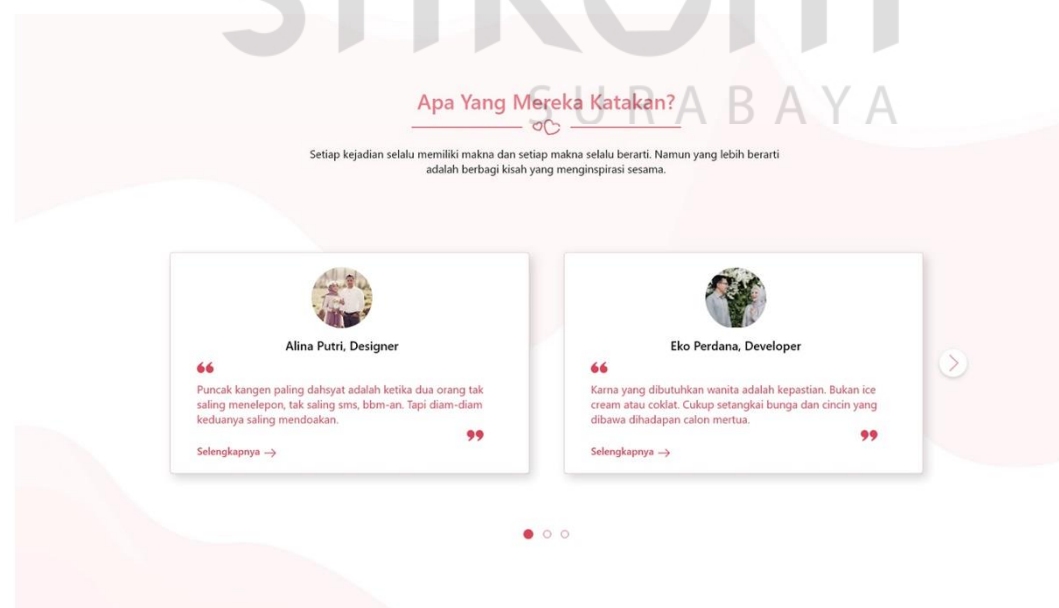 stikom
SURABAYA
Apa Yang Mereka Katakan?
Setiap kejadian selalu memiliki makna dan setiap makna selalu berarti. Namun yang lebih berarti
adalah berbagi kisah yang menginspirasi sesama.
Alina Putri, Designer
“
Puncak kangen paling dahsyat adalah ketika dua orang tak
saling menelepon, tak saling sms, bbm-an. Tapi diam-diam
keduanya saling mendoakan.
”
Selengkapnya →
Eko Perdana, Developer
“
Karna yang dibutuhkan wanita adalah kepastian. Bukan ice
cream atau coklat. Cukup setangkai bunga dan cincin yang
dibawa dihadapan calon mertua.
”
Selengkapnya →